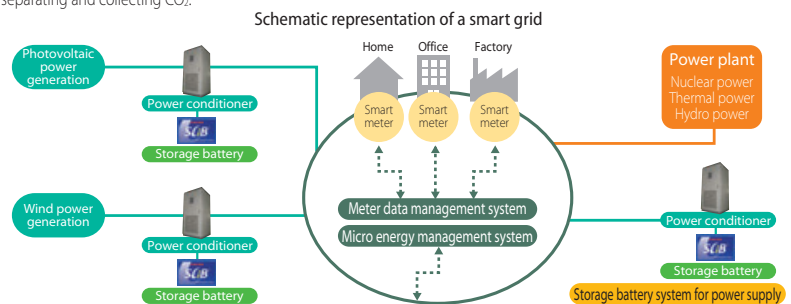 separating and collecting CO₂.
Schematic representation of a smart grid
Home
Office
Factory
Photovoltaic
power
generation
Power conditioner
SCiB
Storage battery
Smart
meter
Smart
meter
Smart
meter
Power plant
Nuclear power
Thermal power
Hydro power
Wind power
generation
Power conditioner
SCiB
Storage battery
Meter data management system
Micro energy management system
Power conditioner
SCiB
Storage battery
Storage battery system for power supply